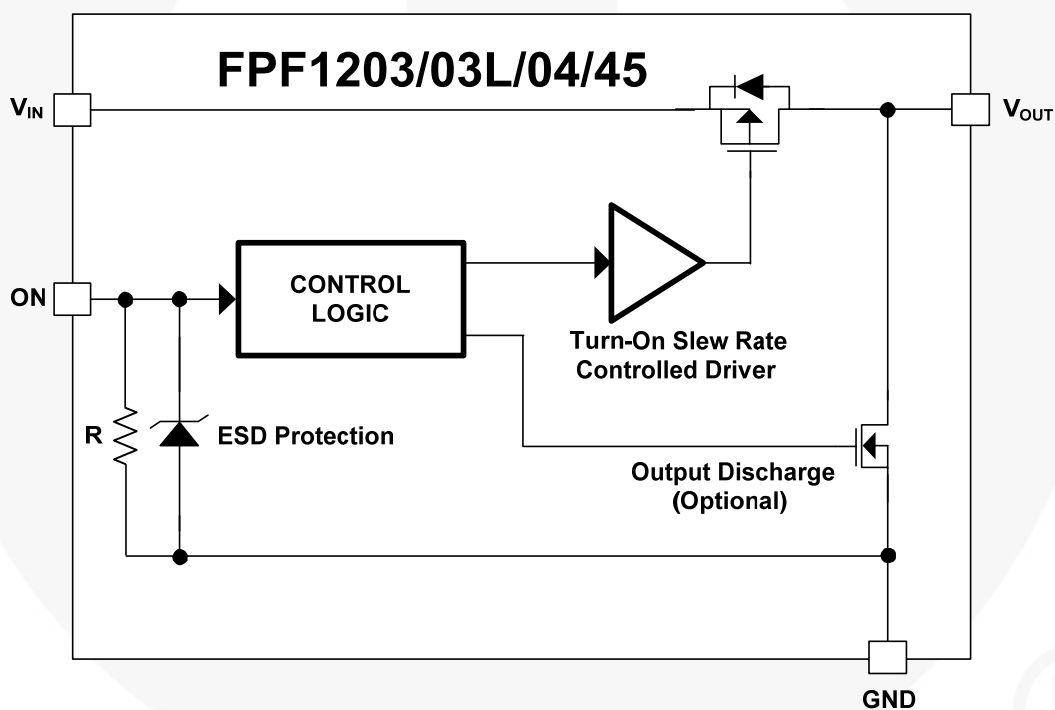 FPF1203/03L/04/45
VIN
VOUT
ON
CONTROL
LOGIC
Turn-On Slew Rate
Controlled Driver
R
ESD Protection
Output Discharge
(Optional)
GND